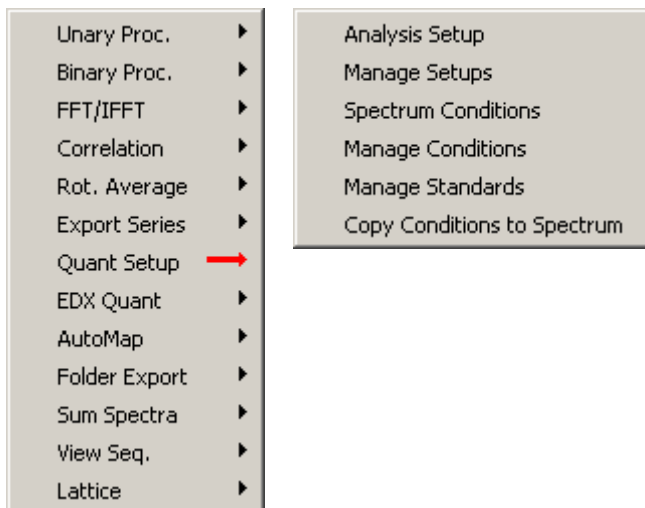 Unary Proc.
Binary Proc.
FFT/IFFT
Correlation
Rot. Average
Export Series
Quant Setup
EDX Quant
AutoMap
Folder Export
Sum Spectra
View Seq.
Lattice
Analysis Setup
Manage Setups
Spectrum Conditions
Manage Conditions
Manage Standards
Copy Conditions to Spectrum